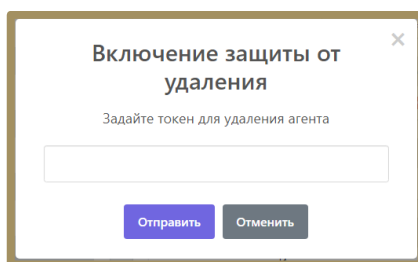 Включение защиты от
удаления
Задайте токен для удаления агента
Отправить
Отменить